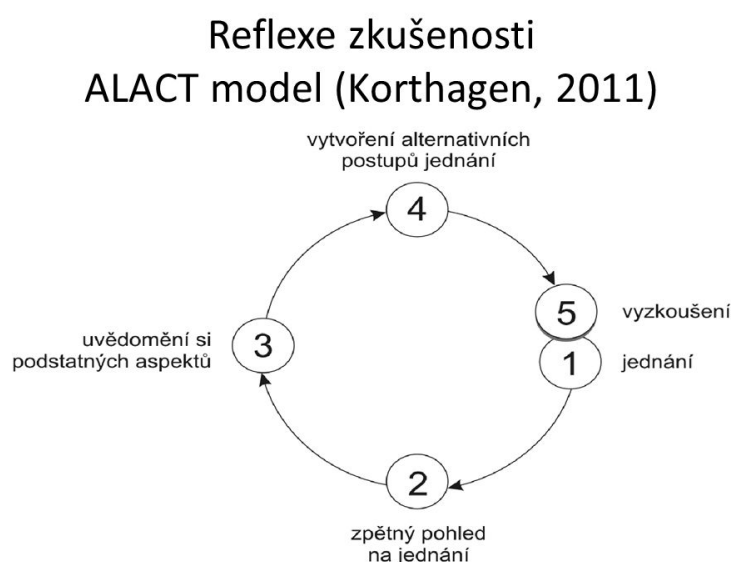 Reflexe zkušenosti
ALACT model (Korthagen, 2011)
vytvoření alternativních
postupů jednání
4
5
vyzkoušení
uvědomění si
podstatných aspektů
3
1
jednání
2
zpětný pohled
na jednání